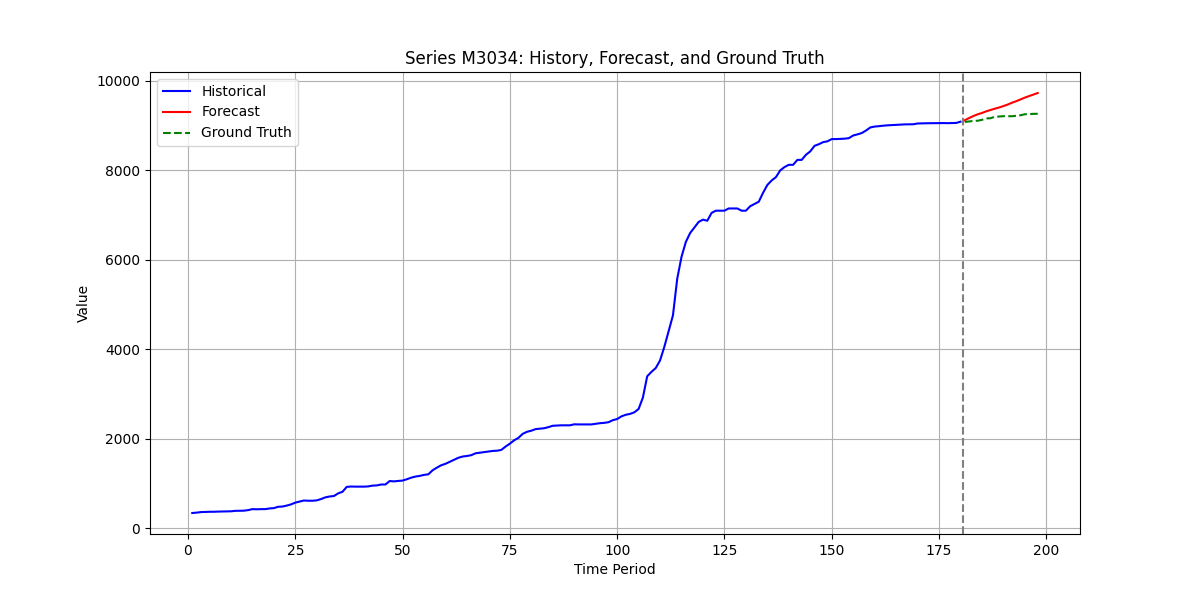 Series M3034: History, Forecast, and Ground Truth
Historical
Forecast
Ground Truth
10000
8000
6000
4000
2000
0
Value
0 25 50 75 100 125 150 175 200
Time Period